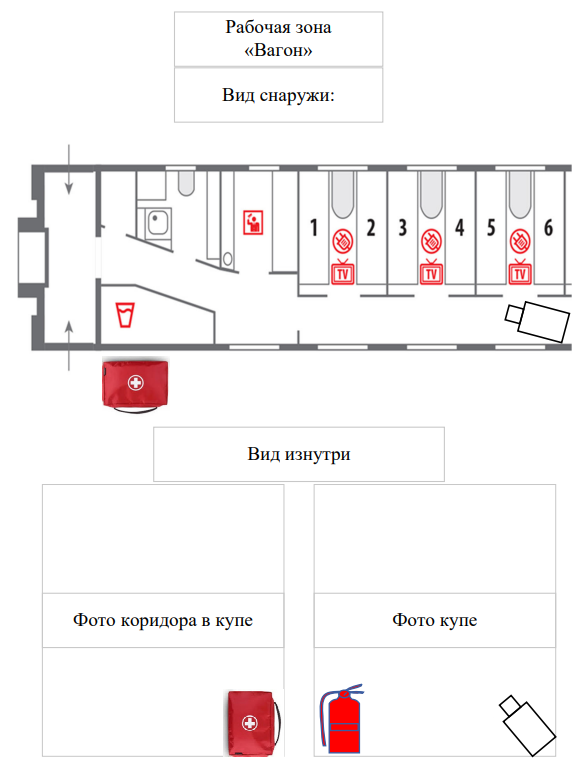 Рабочая зона
«Вагон»
Вид снаружи:
1 2 3 4 5 6
TV TV TV
Вид изнутри
Фото коридора в купе
Фото купе